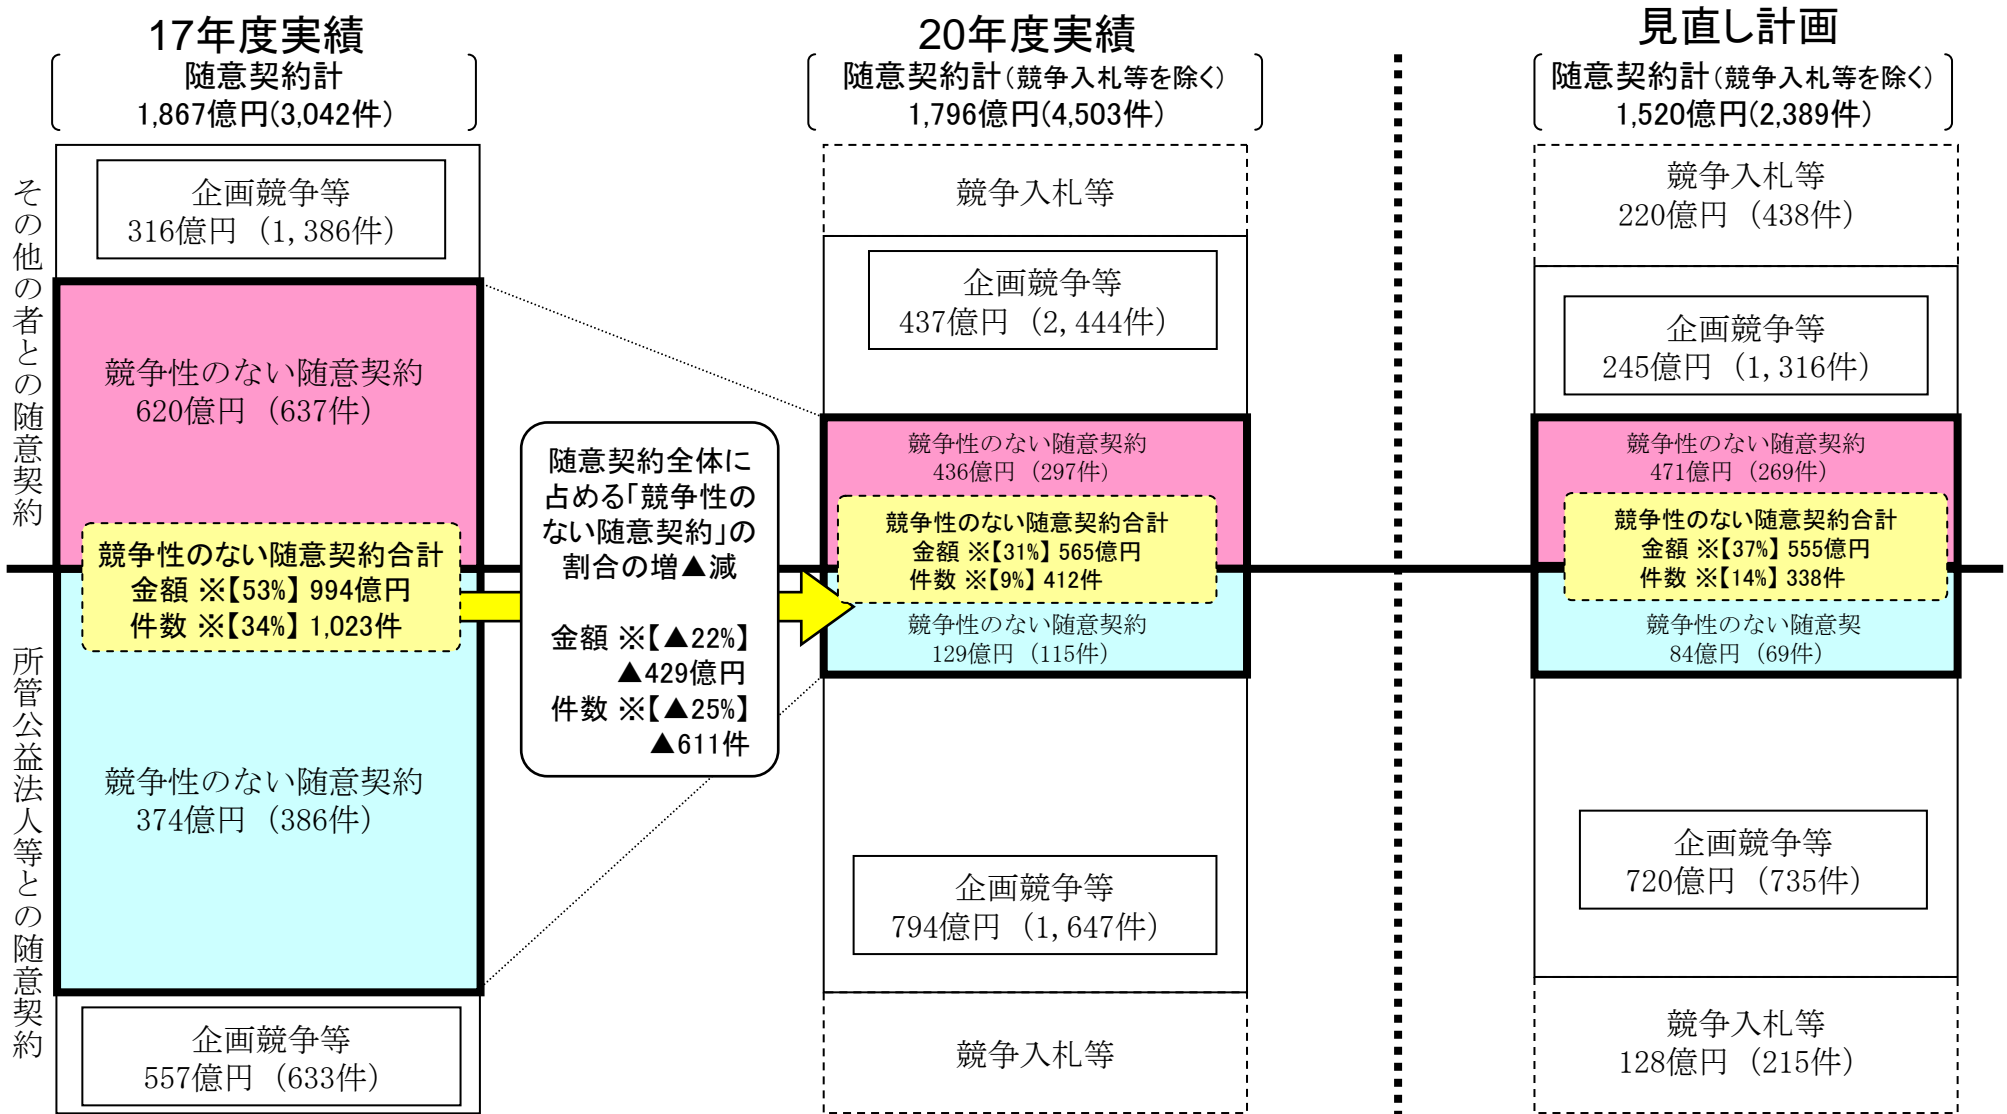 17年度実績
随意契約計
1,867億円(3,042件)
その他の者との随意契約
所管公益法人等との随意契約
企画競争等
316億円（1,386件）
競争性のない随意契約
620億円（637件）
競争性のない随意契約合計
金額 ※【53%】 994億円
件数 ※【34%】 1,023件
競争性のない随意契約
374億円（386件）
企画競争等
557億円（633件）
随意契約全体に
占める「競争性の
ない随意契約」の
割合の増▲減
金額 ※【▲22%】
▲429億円
件数 ※【▲25%】
▲611件
20年度実績
随意契約計（競争入札等を除く）
1,796億円(4,503件)
競争入札等
企画競争等
437億円（2,444件）
競争性のない随意契約
436億円（297件）
競争性のない随意契約合計
金額 ※【31%】 565億円
件数 ※【9%】 412件
競争性のない随意契約
129億円（115件）
企画競争等
794億円（1,647件）
競争入札等
見直し計画
随意契約計（競争入札等を除く）
1,520億円(2,389件)
競争入札等
220億円（438件）
企画競争等
245億円（1,316件）
競争性のない随意契約
471億円（269件）
競争性のない随意契約合計
金額 ※【37%】 555億円
件数 ※【14%】 338件
競争性のない随意契
84億円（69件）
企画競争等
720億円（735件）
競争入札等
128億円（215件）